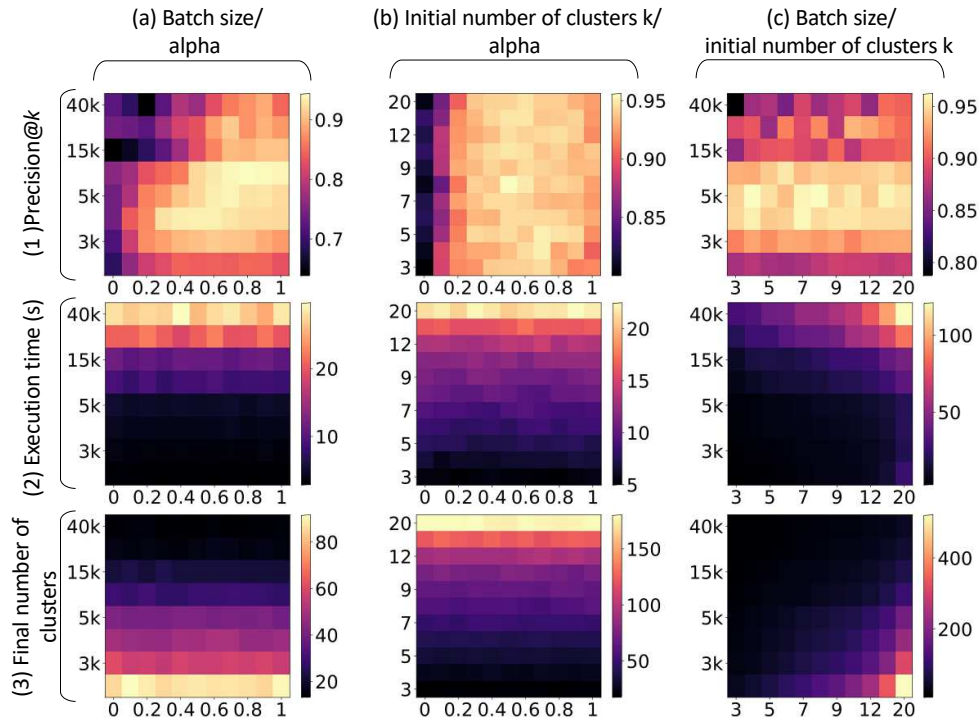 (a) Batch size/
alpha
(b) Initial number of clusters k/
alpha
(c) Batch size/
initial number of clusters k
(1 )Precision@k
40k
15k
5k
3k
0 0.2 0.4 0.6 0.8 1
0.9
0.8
0.7
20
12
9
7
5
3
0 0.2 0.4 0.6 0.8 1
0.95
0.90
0.85
40k
15k
5k
3k
3 5 7 9 12 20
0.95
0.90
0.85
0.80
(2) Execution time (s)
40k
15k
5k
3k
0 0.2 0.4 0.6 0.8 1
20
10
20
12
9
7
5
3
0 0.2 0.4 0.6 0.8 1
20
15
10
5
40k
15k
5k
3k
3 5 7 9 12 20
100
50
(3) Final number of
clusters
40k
15k
5k
3k
0 0.2 0.4 0.6 0.8 1
80
60
40
20
20
12
9
7
5
3
0 0.2 0.4 0.6 0.8 1
150
100
50
40k
15k
5k
3k
3 5 7 9 12 20
400
200